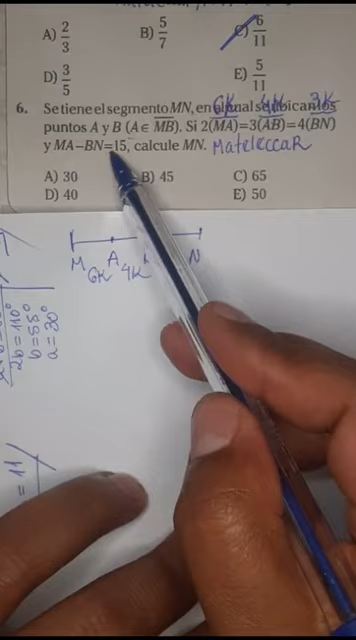 A) 2/3 B) 5/7 C) 6/11
D) 3/5 E) 5/11
6K 4K 3K
6. Se tiene el segmento MN, en el cual se ubican los
puntos A y B (A ∈ MB). Si 2(MA)=3(AB)=4(BN)
y MA–BN=15, calcule MN. Mateleccar
A) 30 B) 45 C) 65
D) 40 E) 50
M A N
6K 4K
2b = 110°
b = 55°
a = 30°
= 11